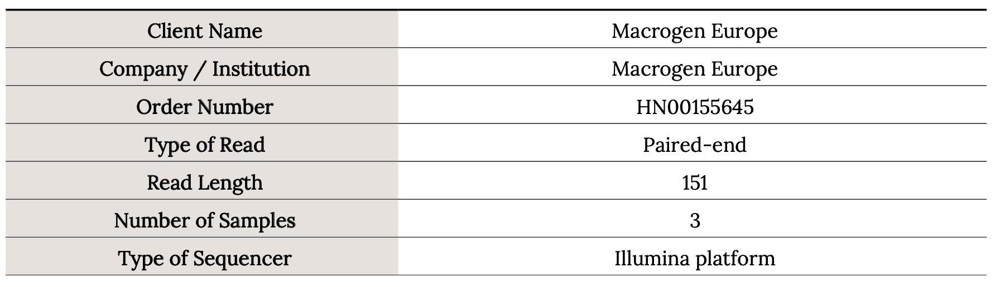 Client Name Macrogen Europe
Company / Institution Macrogen Europe
Order Number HN00155645
Type of Read Paired-end
Read Length 151
Number of Samples 3
Type of Sequencer Illumina platform